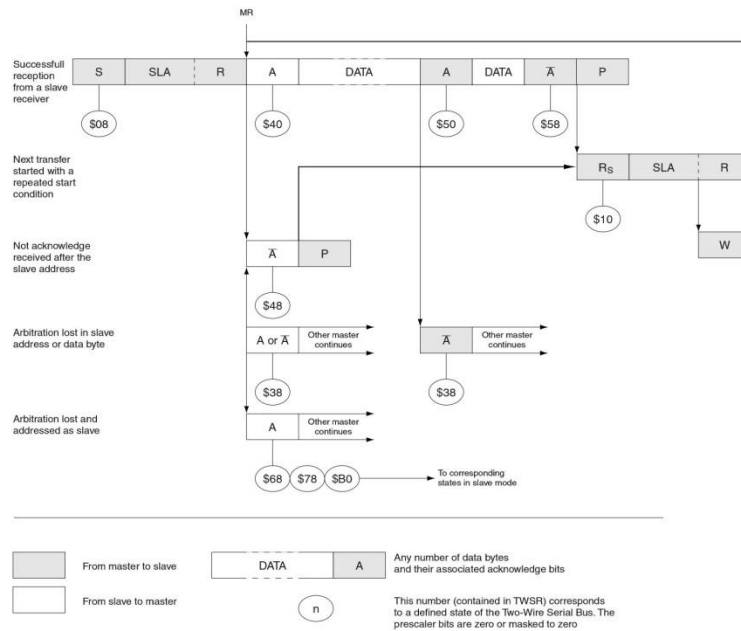 MR
Successfull
reception
from a slave
receiver
S SLA R A DATA A DATA A̅ P
$08 $40 $50 $58
Next transfer
started with a
repeated start
condition
RS SLA R
$10
W
Not acknowledge
received after the
slave address
A̅ P
$48
Arbitration lost in slave
address or data byte
A or A̅ Other master
continues
A̅ Other master
continues
$38 $38
Arbitration lost and
addressed as slave
A Other master
continues
$68 $78 $B0
To corresponding
states in slave mode
From master to slave
DATA A
Any number of data bytes
and their associated acknowledge bits
From slave to master
n
This number (contained in TWSR) corresponds
to a defined state of the Two-Wire Serial Bus. The
prescaler bits are zero or masked to zero